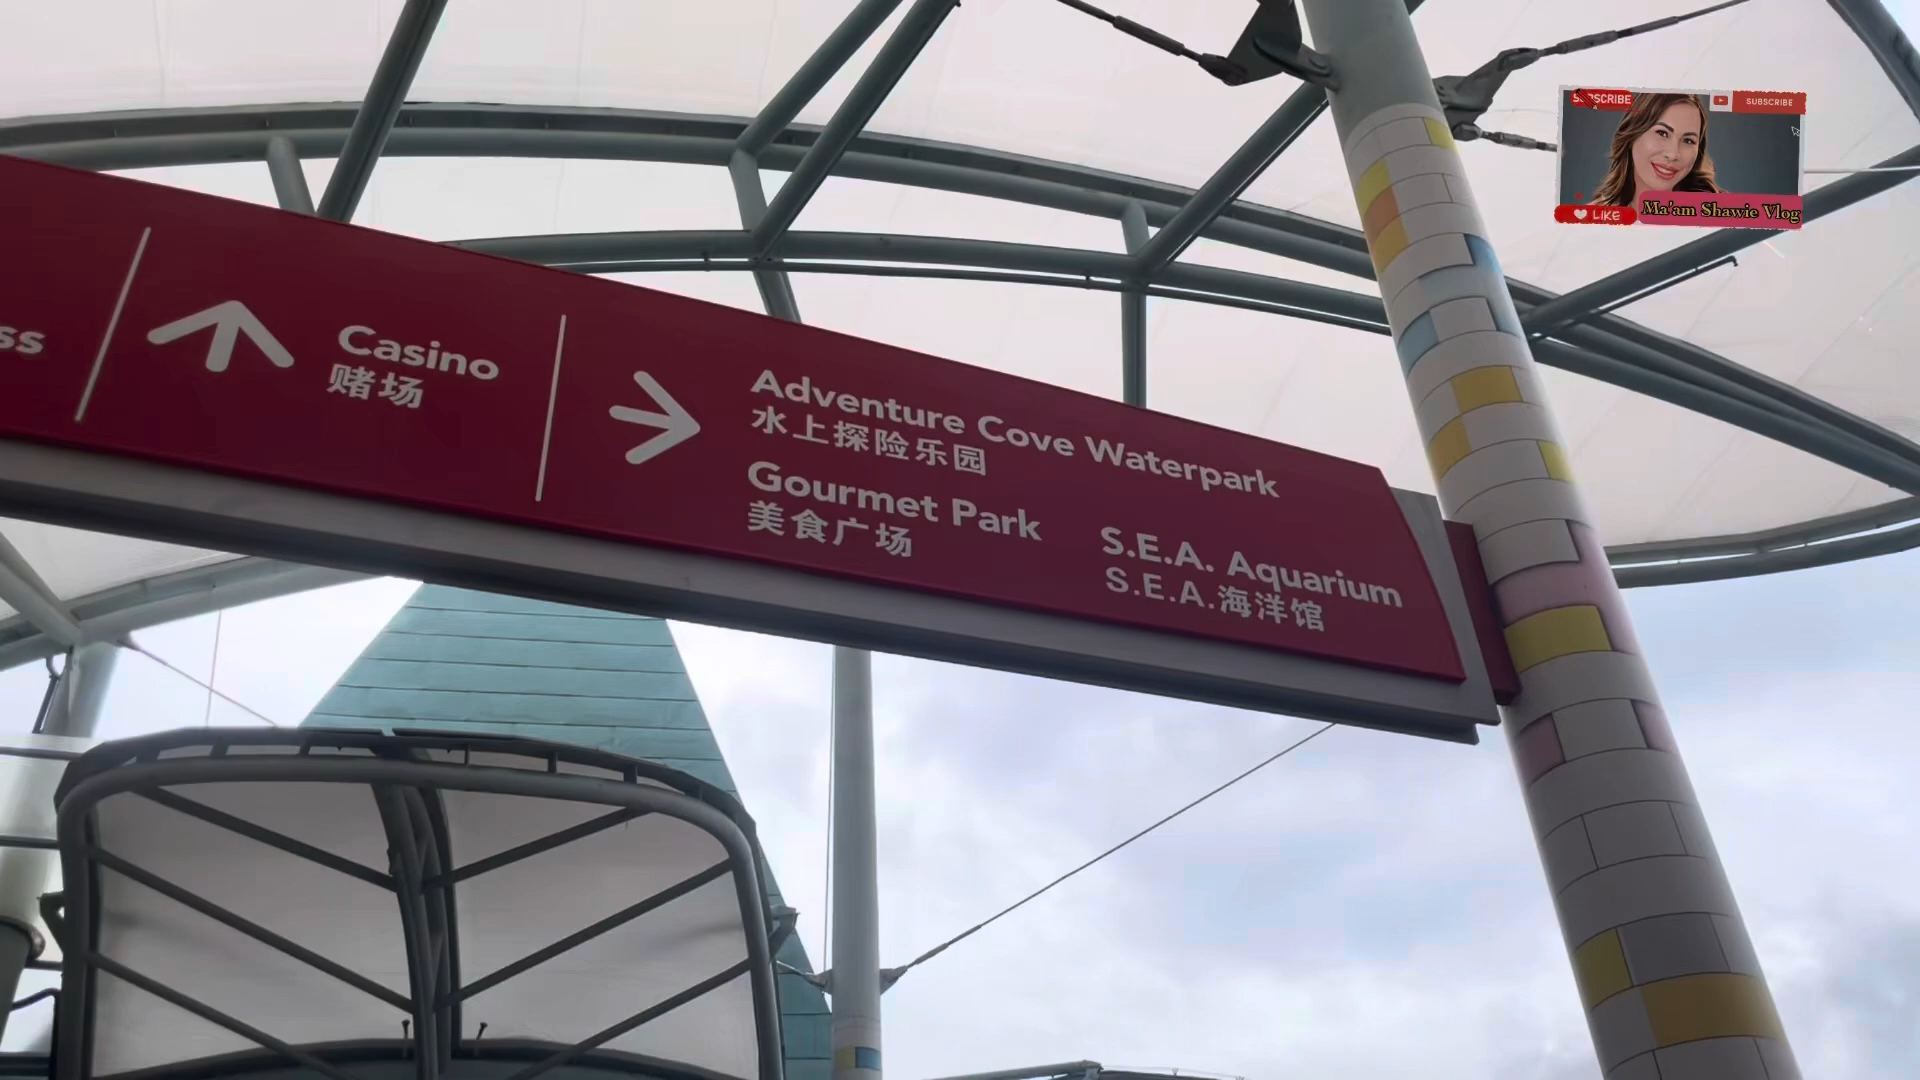 Casino
赌场
Adventure Cove Waterpark
水上探险乐园
Gourmet Park
美食广场
S.E.A. Aquarium
S.E.A.海洋馆
SUBSCRIBE
SUBSCRIBE
LIKE
Ma'am Shawie Vlog